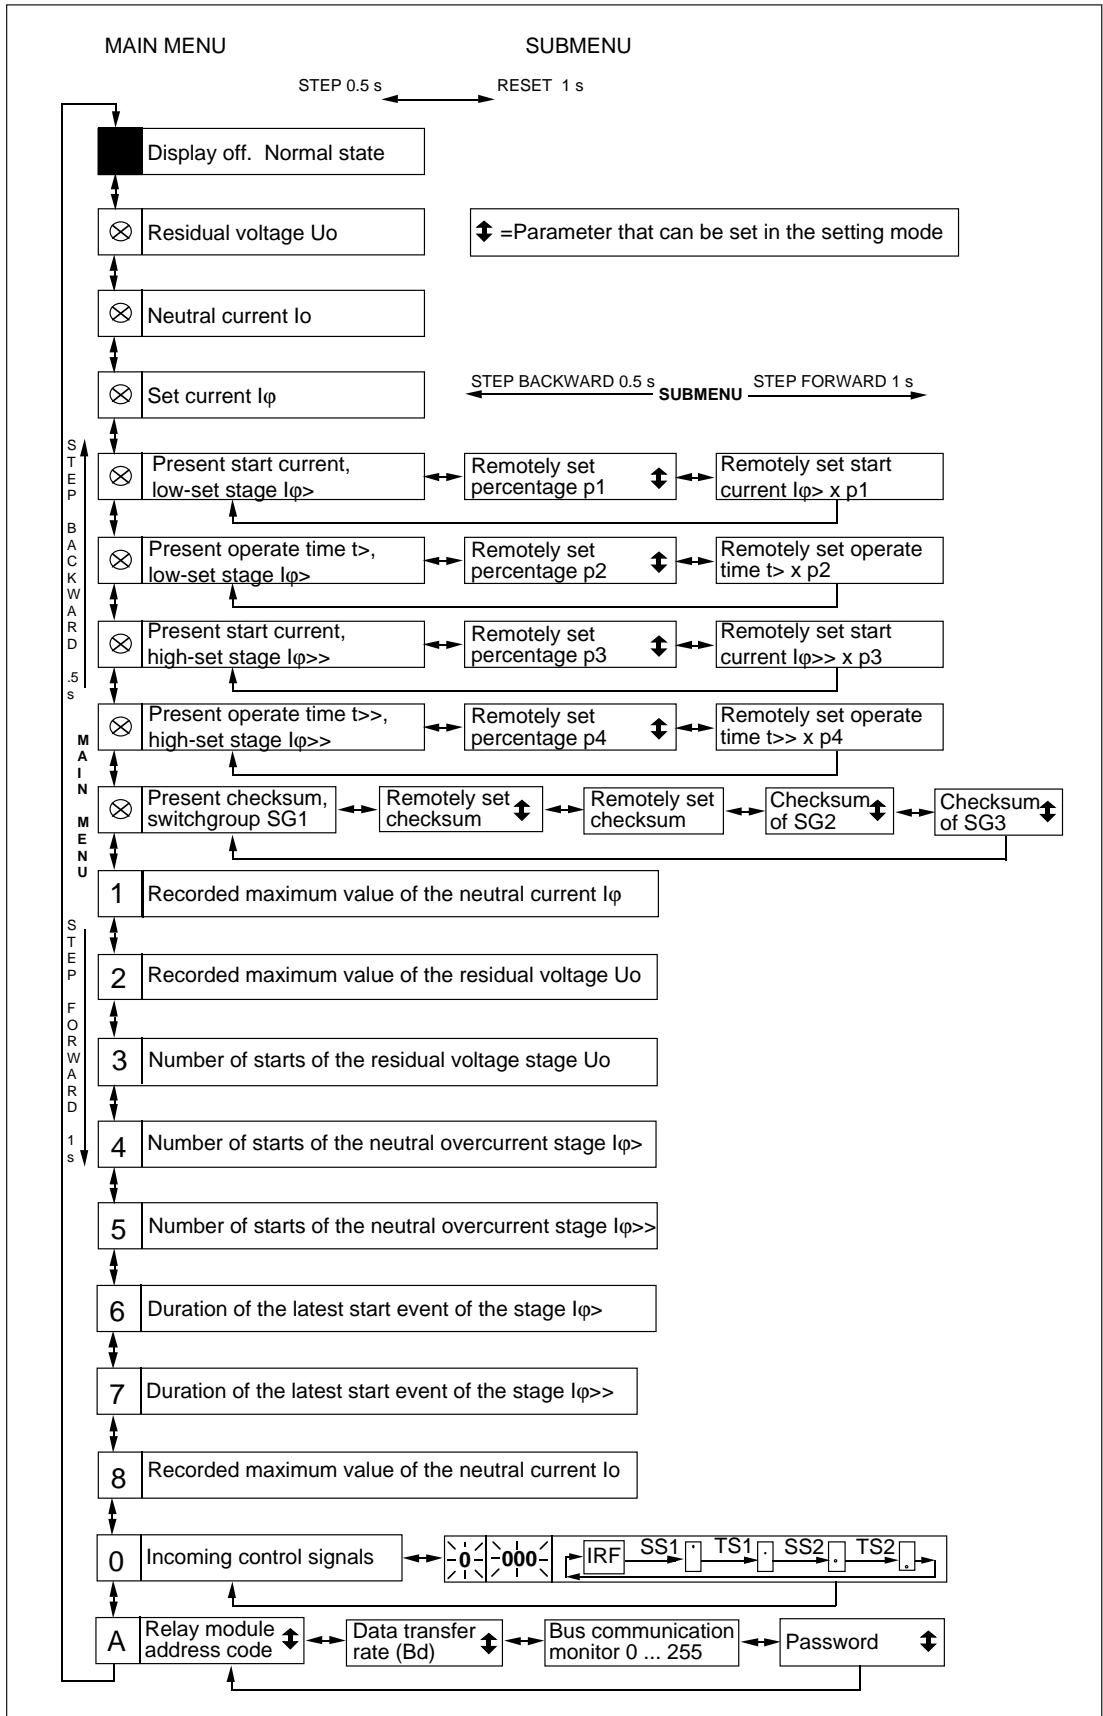 MAIN MENU
SUBMENU
STEP 0.5 s
RESET 1 s
Display off. Normal state
Residual voltage Uo
=Parameter that can be set in the setting mode
Neutral current Io
Set current Iφ
STEP BACKWARD 0.5 s
SUBMENU
STEP FORWARD 1 s
STEP BACKWARD .5 s
MAIN MENU
STEP FORWARD 1 s
Present start current,
low-set stage Iφ>
Remotely set
percentage p1
Remotely set start
current Iφ> x p1
Present operate time t>,
low-set stage Iφ>
Remotely set
percentage p2
Remotely set operate
time t> x p2
Present start current,
high-set stage Iφ>>
Remotely set
percentage p3
Remotely set start
current Iφ>> x p3
Present operate time t>>,
high-set stage Iφ>>
Remotely set
percentage p4
Remotely set operate
time t>> x p4
Present checksum,
switchgroup SG1
Remotely set
checksum
Remotely set
checksum
Checksum
of SG2
Checksum
of SG3
1 Recorded maximum value of the neutral current Iφ
2 Recorded maximum value of the residual voltage Uo
3 Number of starts of the residual voltage stage Uo
4 Number of starts of the neutral overcurrent stage Iφ>
5 Number of starts of the neutral overcurrent stage Iφ>>
6 Duration of the latest start event of the stage Iφ>
7 Duration of the latest start event of the stage Iφ>>
8 Recorded maximum value of the neutral current Io
0 Incoming control signals
0 000
IRF SS1 TS1 SS2 TS2
A
Relay module
address code
Data transfer
rate (Bd)
Bus communication
monitor 0 ... 255
Password